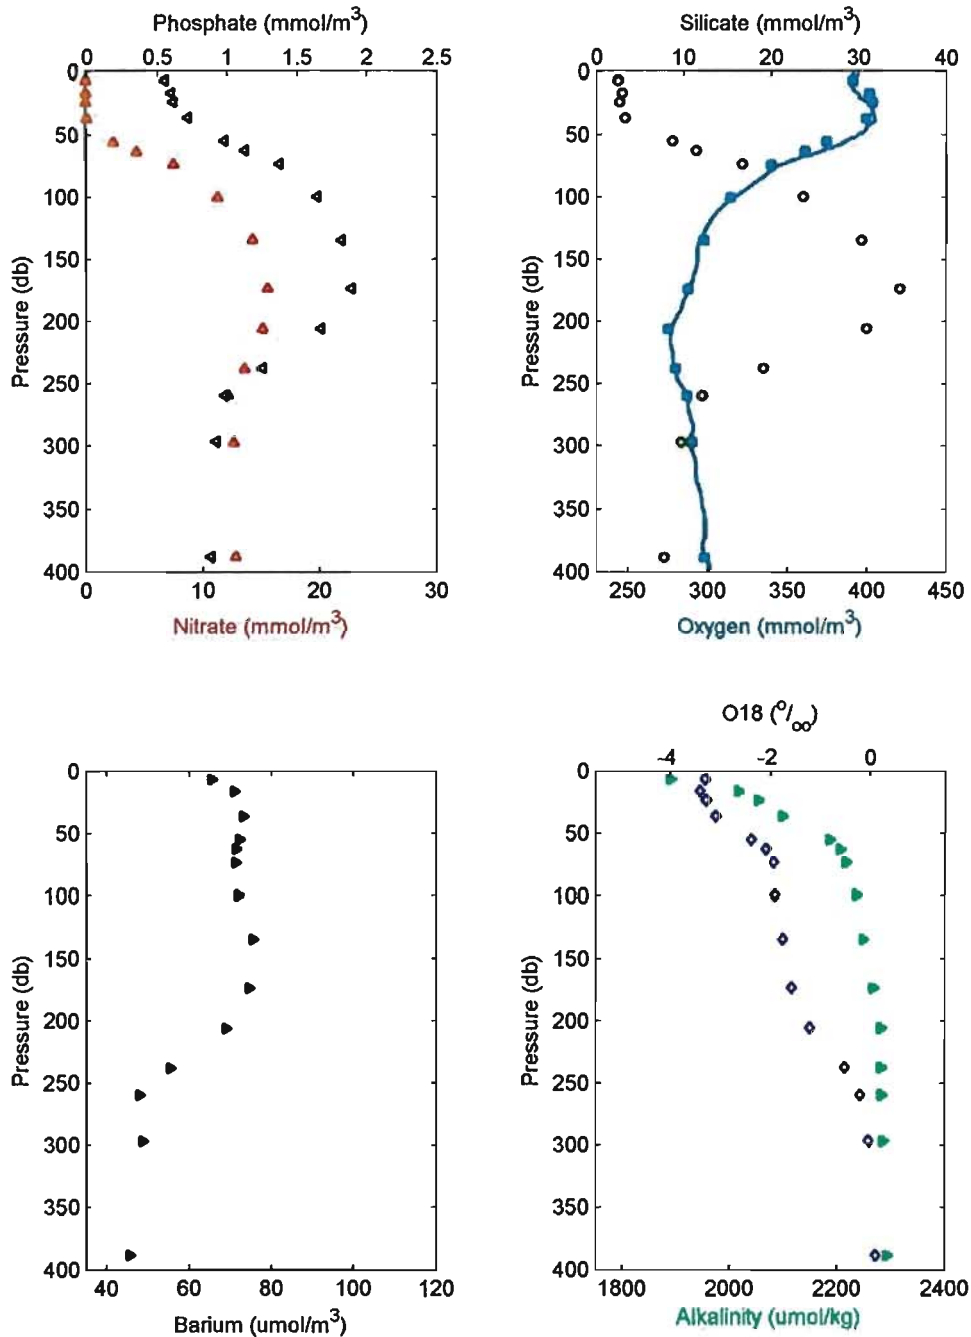 Phosphate (mmol/m³)
0 0.5 1 1.5 2 2.5
0
50
100
150
200
250
300
350
400
Pressure (db)
0 10 20 30
Nitrate (mmol/m³)
Silicate (mmol/m³)
0 10 20 30 40
0
50
100
150
200
250
300
350
400
Pressure (db)
250 300 350 400 450
Oxygen (mmol/m³)
0
50
100
150
200
250
300
350
400
Pressure (db)
40 60 80 100 120
Barium (umol/m³)
O18 (⁰/₀₀)
-4 -2 0
0
50
100
150
200
250
300
350
400
Pressure (db)
1800 2000 2200 2400
Alkalinity (umol/kg)